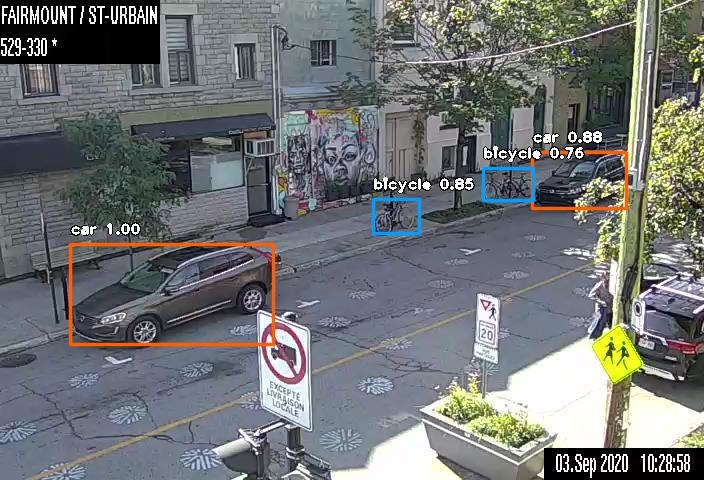 FAIRMOUNT / ST-URBAIN
529-330 *
car 0.88
bicycle 0.76
bicycle 0.85
car 1.00
20
EXCEPTÉ
LIVRAISON
LOCALE
03.Sep 2020 10:28:58